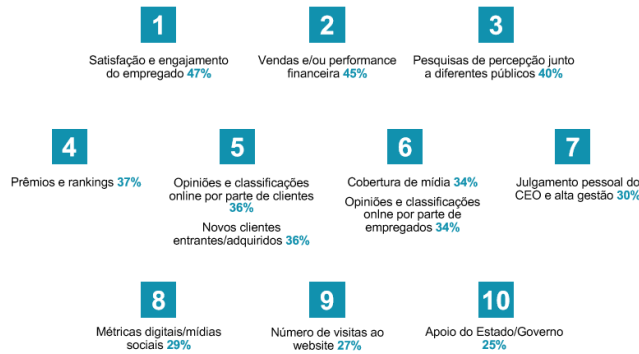 1
Satisfação e engajamento
do empregado 47%
2
Vendas e/ou performance
financeira 45%
3
Pesquisas de percepção junto
a diferentes públicos 40%
4
Prêmios e rankings 37%
5
Opiniões e classificações
online por parte de clientes
36%
Novos clientes
entrantes/adquiridos 36%
6
Cobertura de mídia 34%
Opiniões e classificações
onlne por parte de
empregados 34%
7
Julgamento pessoal do
CEO e alta gestão 30%
8
Métricas digitais/mídias
sociais 29%
9
Número de visitas ao
website 27%
10
Apoio do Estado/Governo
25%